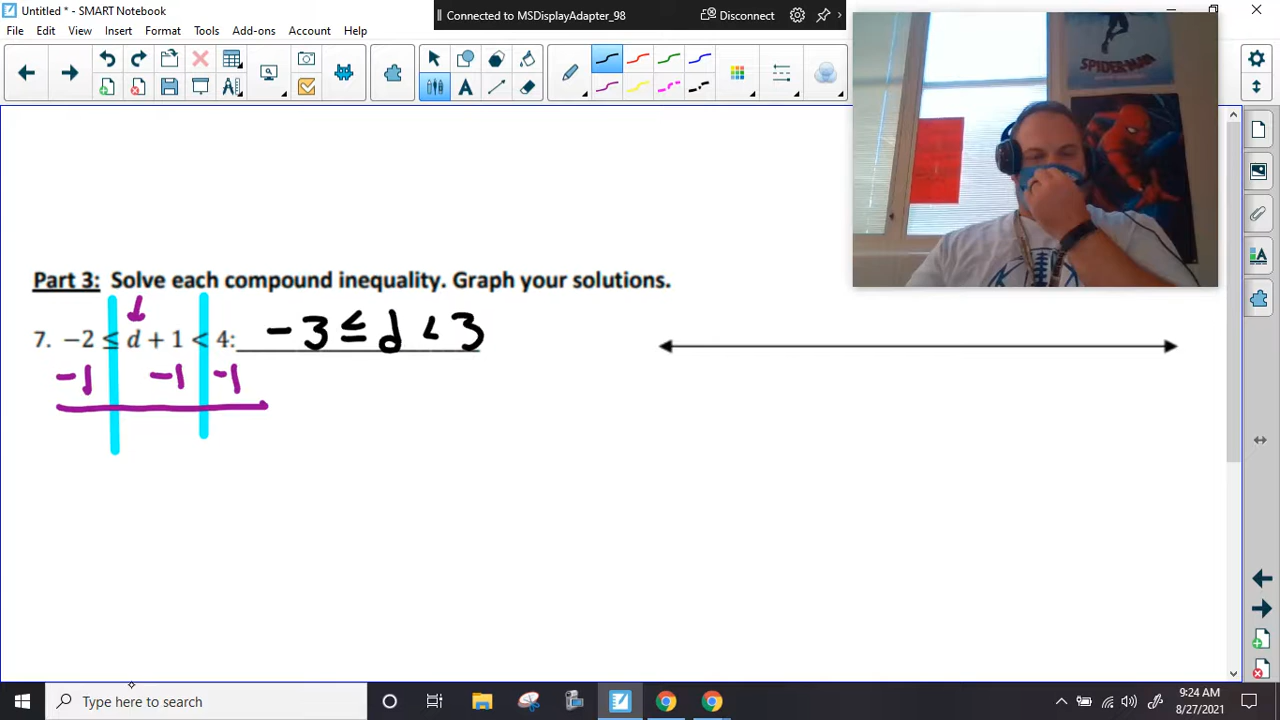 Untitled * - SMART Notebook
Connected to MSDisplayAdapter_98
Disconnect
File Edit View Insert Format Tools Add-ons Account Help
SPIDER-MAN
Part 3: Solve each compound inequality. Graph your solutions.
7. −2 ≤ d + 1 < 4: -3 ≤ d < 3
-1 -1 -1
Type here to search
9:24 AM
8/27/2021